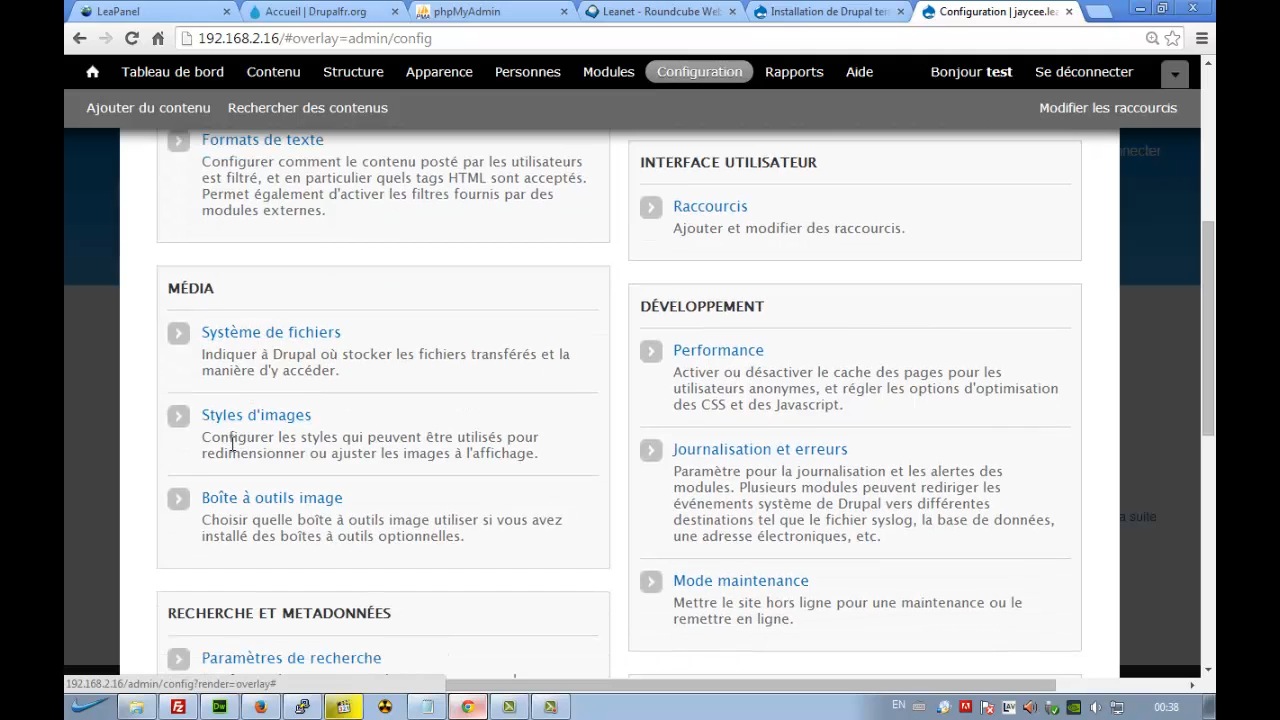 LeaPanel
Accueil | Drupalfr.org
phpMyAdmin
Leanet - Roundcube Web
Installation de Drupal ter
Configuration | jaycee.lea
192.168.2.16/#overlay=admin/config
Tableau de bord Contenu Structure Apparence Personnes Modules Configuration Rapports Aide Bonjour test Se déconnecter
Ajouter du contenu Rechercher des contenus Modifier les raccourcis
Formats de texte
Configurer comment le contenu posté par les utilisateurs
est filtré, et en particulier quels tags HTML sont acceptés.
Permet également d'activer les filtres fournis par des
modules externes.
MÉDIA
Système de fichiers
Indiquer à Drupal où stocker les fichiers transférés et la
manière d'y accéder.
Styles d'images
Configurer les styles qui peuvent être utilisés pour
redimensionner ou ajuster les images à l'affichage.
Boîte à outils image
Choisir quelle boîte à outils image utiliser si vous avez
installé des boîtes à outils optionnelles.
RECHERCHE ET METADONNÉES
Paramètres de recherche
INTERFACE UTILISATEUR
Raccourcis
Ajouter et modifier des raccourcis.
DÉVELOPPEMENT
Performance
Activer ou désactiver le cache des pages pour les
utilisateurs anonymes, et régler les options d'optimisation
des CSS et des Javascript.
Journalisation et erreurs
Paramètre pour la journalisation et les alertes des
modules. Plusieurs modules peuvent rediriger les
événements système de Drupal vers différentes
destinations tel que le fichier syslog, la base de données,
une adresse électroniques, etc.
Mode maintenance
Mettre le site hors ligne pour une maintenance ou le
remettre en ligne.
a suite
192.168.2.16/admin/config?render=overlay#
EN
00:38